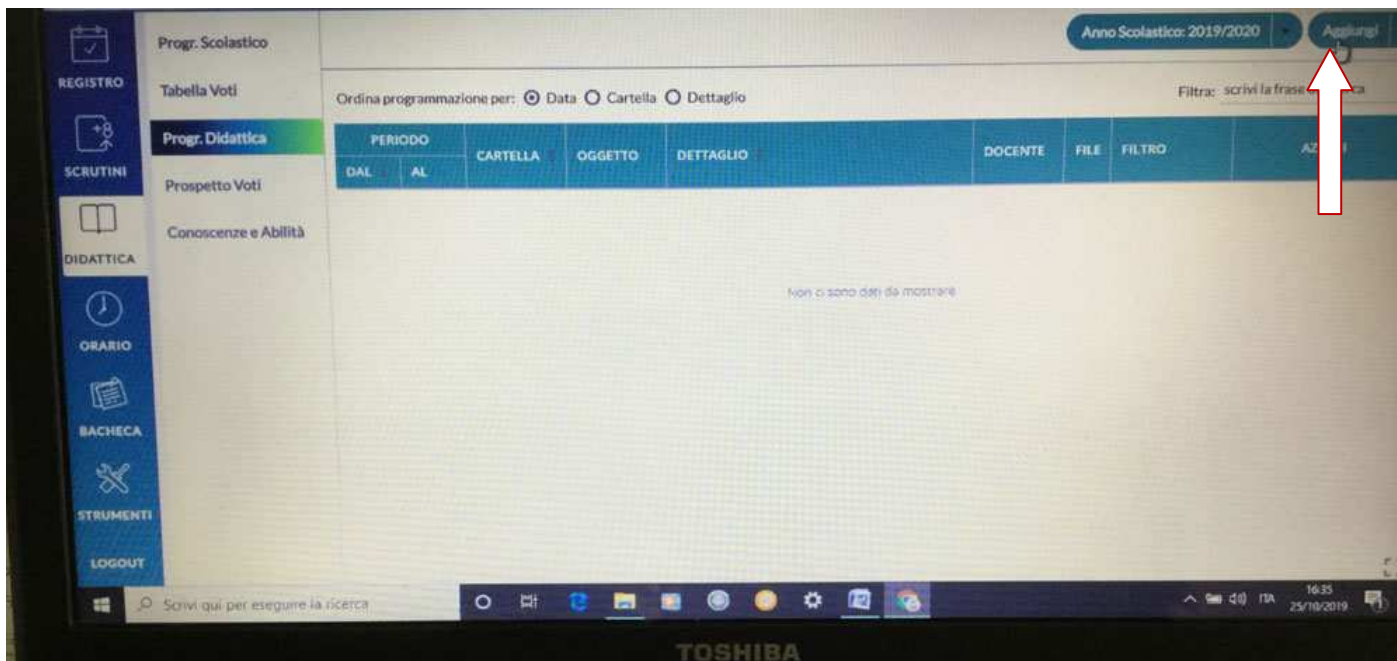 Progr. Scolastico
Anno Scolastico: 2019/2020
Aggiungi
REGISTRO
Tabella Voti
Ordina programmazione per: Data Cartella Dettaglio
Filtra: scrivi la frase
Progr. Didattica
PERIODO
CARTELLA OGGETTO DETTAGLIO DOCENTE FILE FILTRO
DAL AL
SCRUTINI
Prospetto Voti
Conoscenze e Abilità
DIDATTICA
Non ci sono dati da mostrare
ORARIO
BACHECA
STRUMENTI
LOGOUT
Scrivi qui per eseguire la ricerca
ITA
16:35
25/10/2019
TOSHIBA